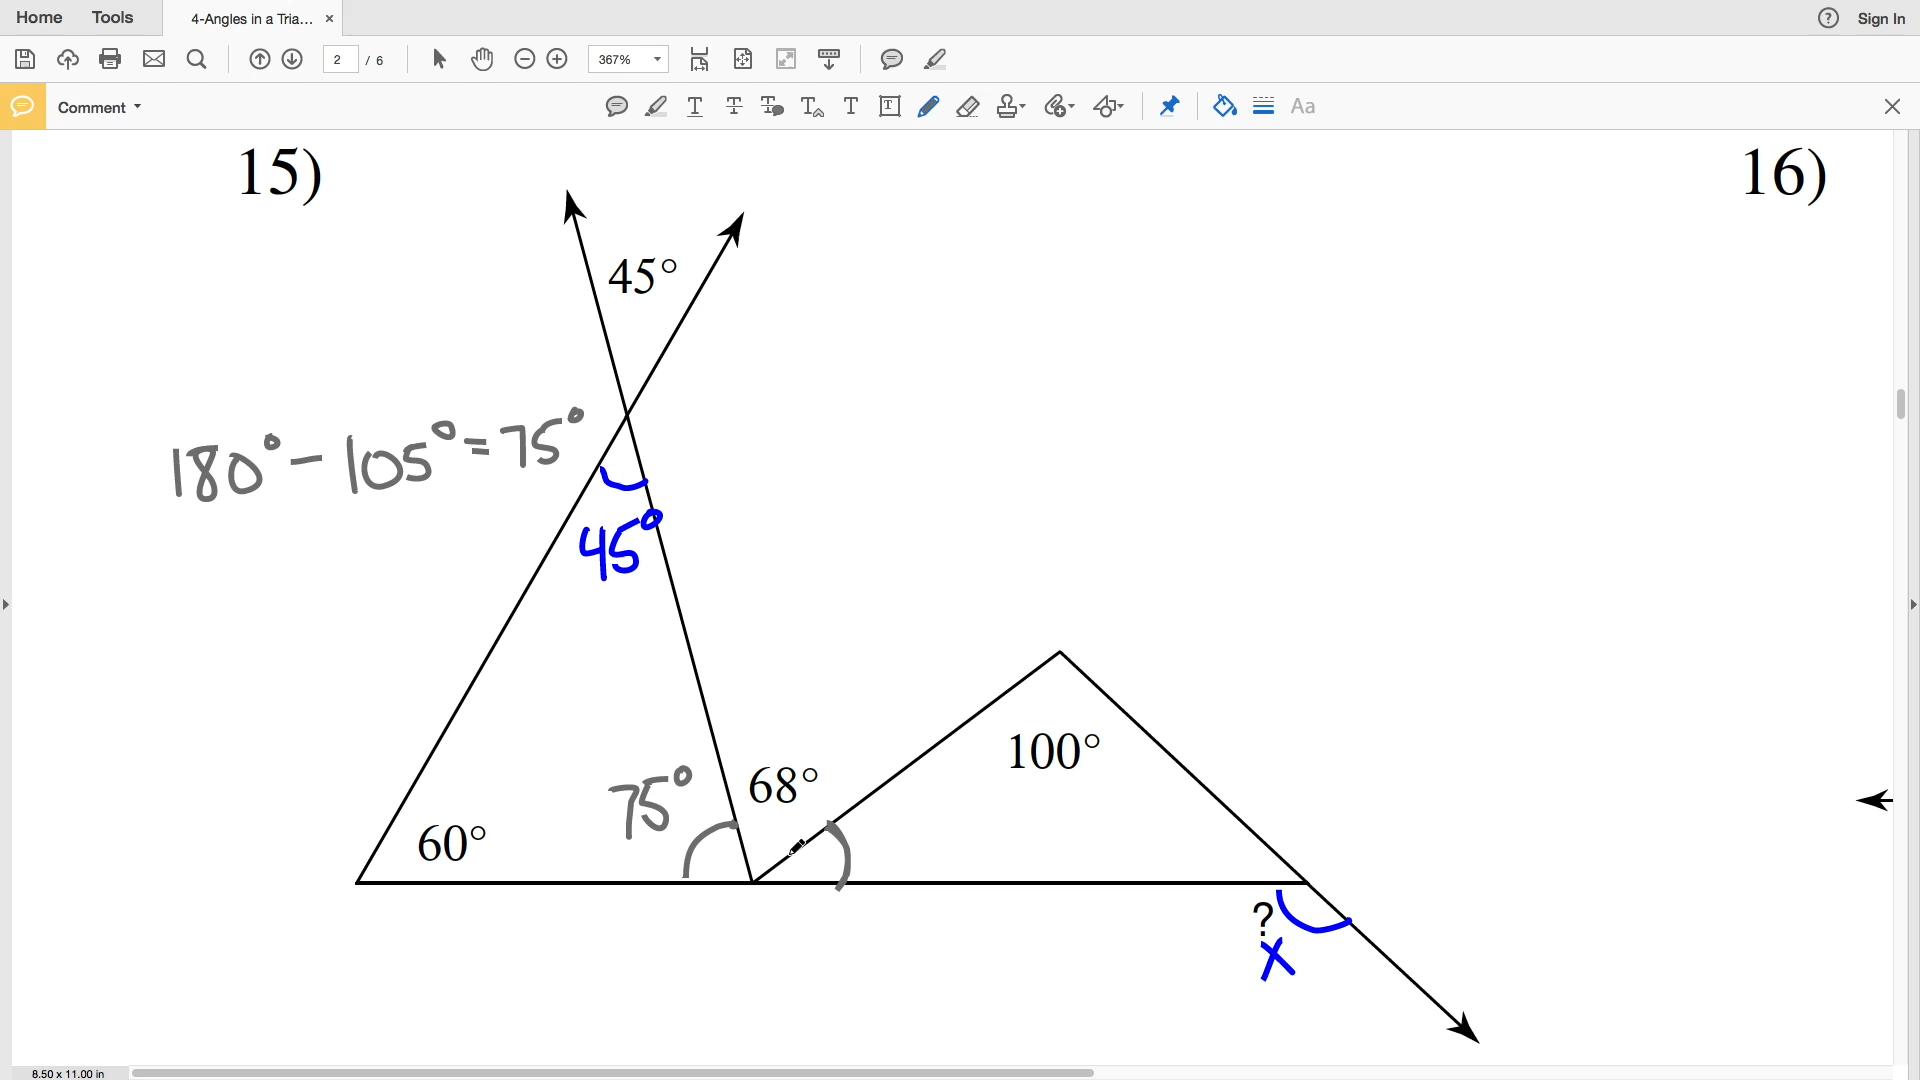 Home Tools 4-Angles in a Tria... × ? Sign In
2 / 6 367%
Comment T T T T T T Aa
15) 16)
45°
180° - 105° = 75°
45°
100°
75° 68°
60°
?
x
8.50 x 11.00 in